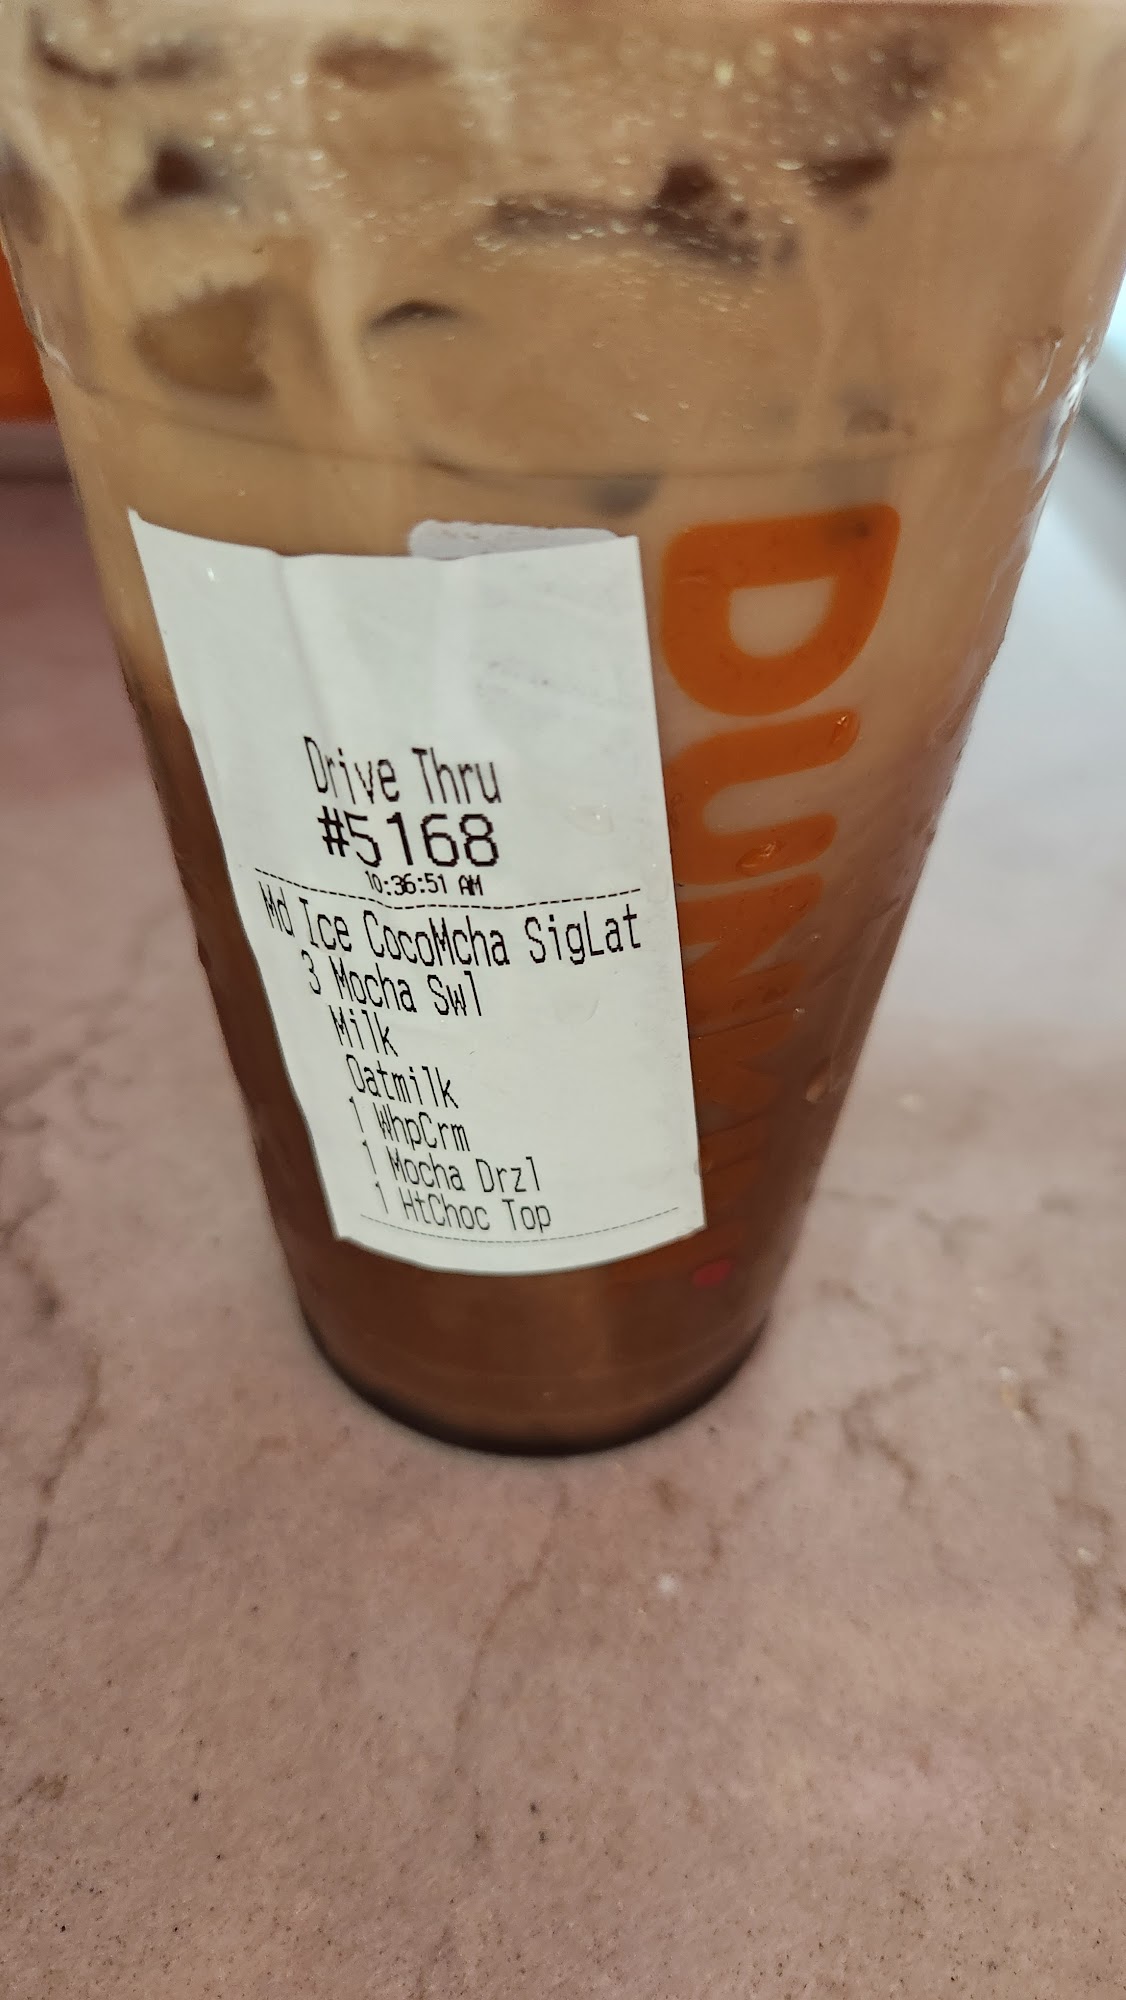 Drive Thru
#5168
10:36:51 AM
Md Ice CocoMcha SigLat
3 Mocha Swl
Milk
Oatmilk
1 WhpCrm
1 Mocha Drzl
1 HtChoc Top
DUNKIN'